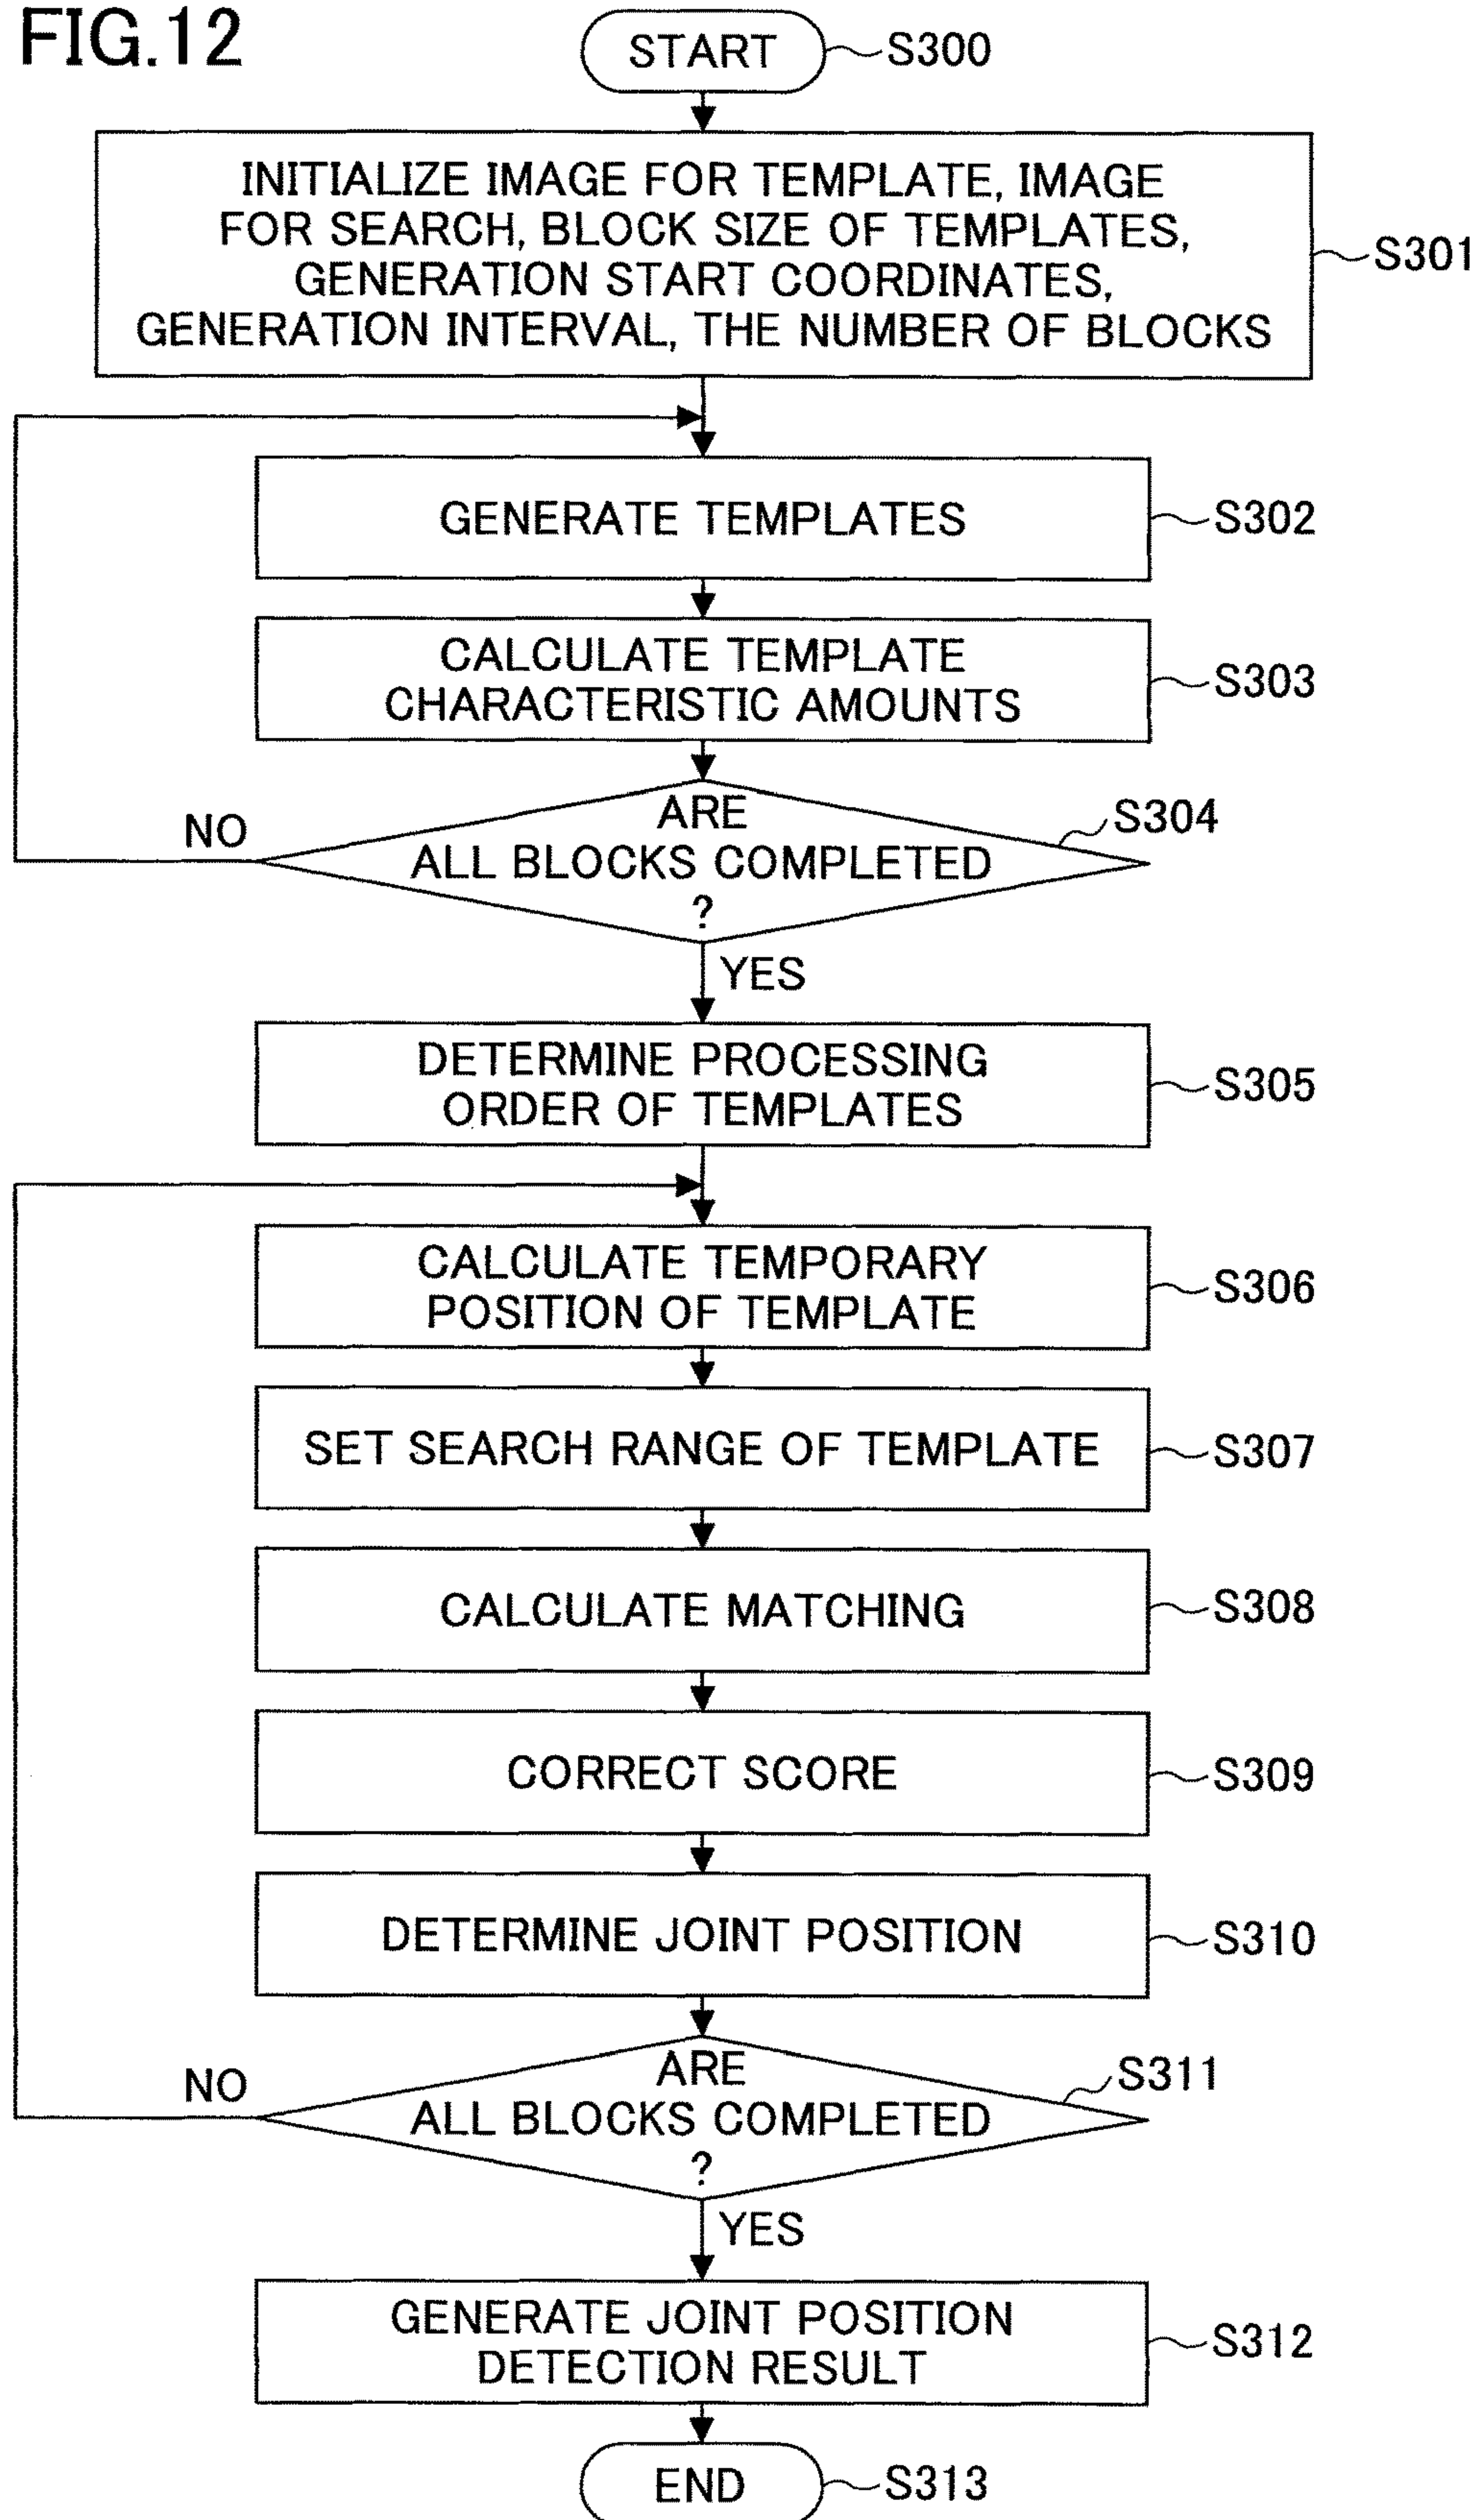 FIG.12
START
S300
INITIALIZE IMAGE FOR TEMPLATE, IMAGE
FOR SEARCH, BLOCK SIZE OF TEMPLATES,
GENERATION START COORDINATES,
GENERATION INTERVAL, THE NUMBER OF BLOCKS
S301
GENERATE TEMPLATES
S302
CALCULATE TEMPLATE
CHARACTERISTIC AMOUNTS
S303
ARE
ALL BLOCKS COMPLETED
?
S304
NO
YES
DETERMINE PROCESSING
ORDER OF TEMPLATES
S305
CALCULATE TEMPORARY
POSITION OF TEMPLATE
S306
SET SEARCH RANGE OF TEMPLATE
S307
CALCULATE MATCHING
S308
CORRECT SCORE
S309
DETERMINE JOINT POSITION
S310
ARE
ALL BLOCKS COMPLETED
?
S311
NO
YES
GENERATE JOINT POSITION
DETECTION RESULT
S312
END
S313